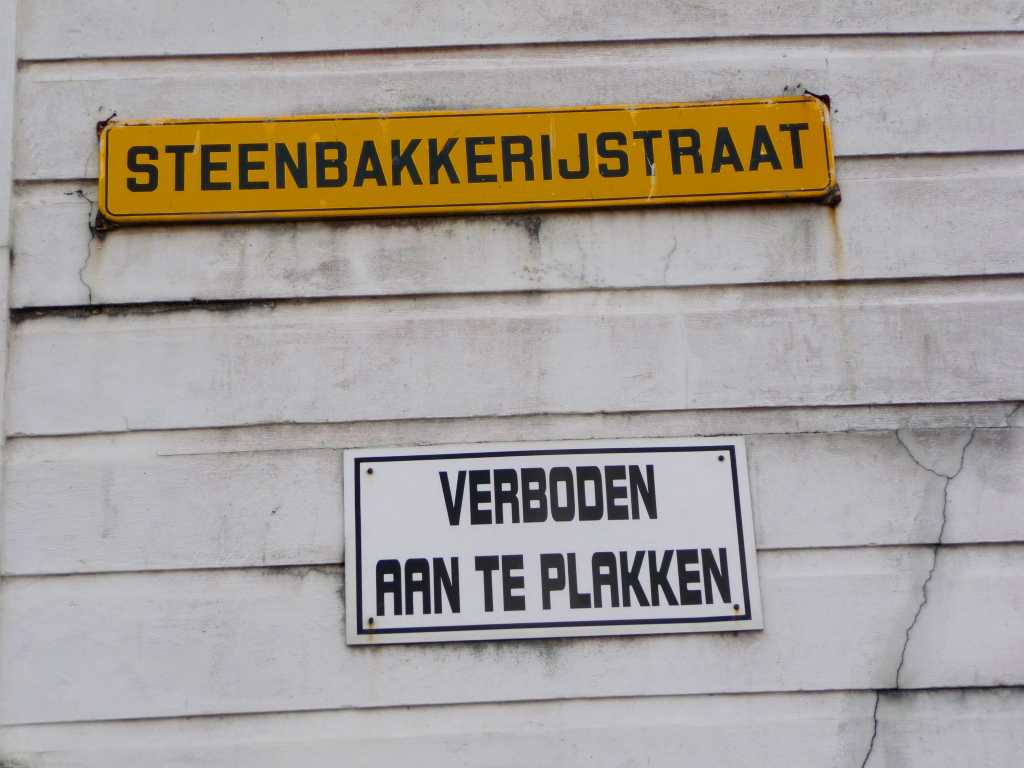 STEENBAKKERIJSTRAAT
VERBODEN
AAN TE PLAKKEN